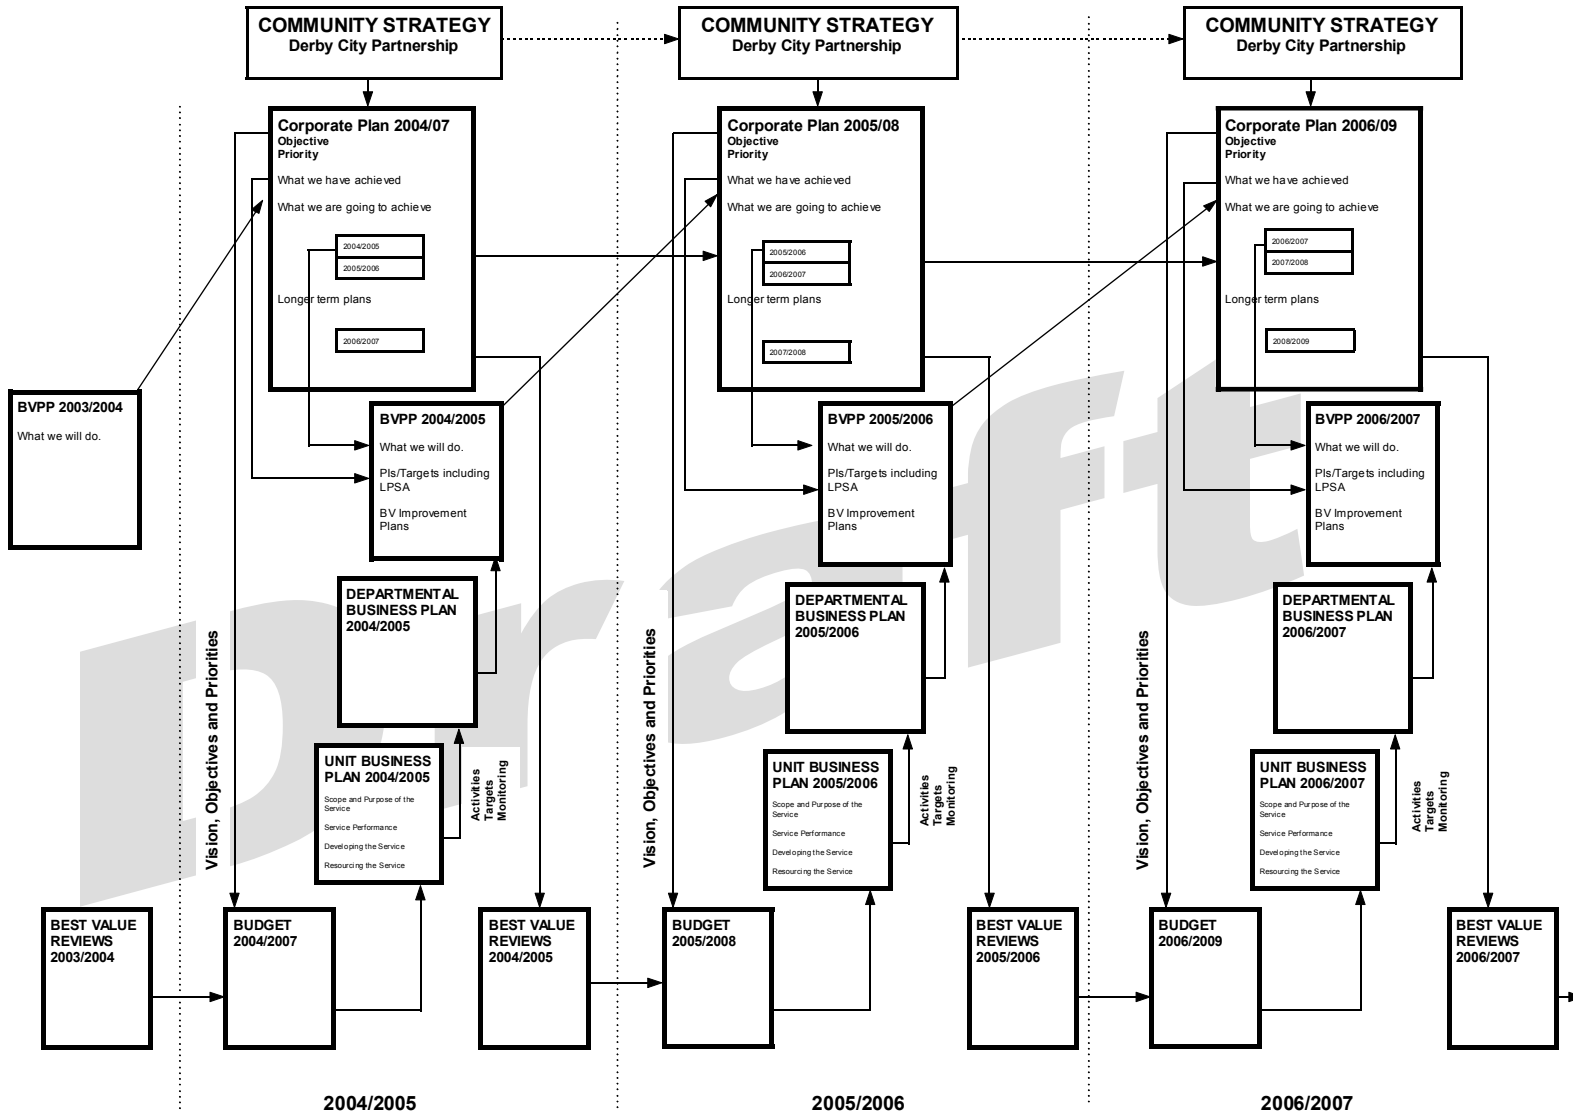 COMMUNITY STRATEGY
Derby City Partnership
COMMUNITY STRATEGY
Derby City Partnership
COMMUNITY STRATEGY
Derby City Partnership
BVPP 2003/2004
What we will do.
BEST VALUE
REVIEWS
2003/2004
Corporate Plan 2004/07
Objective
Priority
What we have achieved
What we are going to achieve
2004/2005
2005/2006
Longer term plans
2006/2007
BVPP 2004/2005
What we will do.
PIs/Targets including
LPSA
BV Improvement
Plans
DEPARTMENTAL
BUSINESS PLAN
2004/2005
Vision, Objectives and Priorities
UNIT BUSINESS
PLAN 2004/2005
Scope and Purpose of the
Service
Service Performance
Developing the Service
Resourcing the Service
Activities
Targets
Monitoring
BUDGET
2004/2007
BEST VALUE
REVIEWS
2004/2005
2004/2005
Corporate Plan 2005/08
Objective
Priority
What we have achieved
What we are going to achieve
2005/2006
2006/2007
Longer term plans
2007/2008
BVPP 2005/2006
What we will do.
PIs/Targets including
LPSA
BV Improvement
Plans
DEPARTMENTAL
BUSINESS PLAN
2005/2006
Vision, Objectives and Priorities
UNIT BUSINESS
PLAN 2005/2006
Scope and Purpose of the
Service
Service Performance
Developing the Service
Resourcing the Service
Activities
Targets
Monitoring
BUDGET
2005/2008
BEST VALUE
REVIEWS
2005/2006
2005/2006
Corporate Plan 2006/09
Objective
Priority
What we have achieved
What we are going to achieve
2006/2007
2007/2008
Longer term plans
2008/2009
BVPP 2006/2007
What we will do.
PIs/Targets including
LPSA
BV Improvement
Plans
DEPARTMENTAL
BUSINESS PLAN
2006/2007
Vision, Objectives and Priorities
UNIT BUSINESS
PLAN 2006/2007
Scope and Purpose of the
Service
Service Performance
Developing the Service
Resourcing the Service
Activities
Targets
Monitoring
BUDGET
2006/2009
BEST VALUE
REVIEWS
2006/2007
2006/2007
Draft